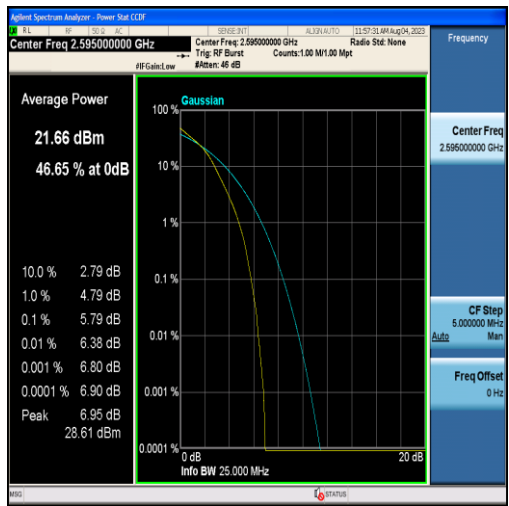 Agilent Spectrum Analyzer - Power Stat CCDF
RL RF 50 Ω AC SENSE:INT ALIGN AUTO 11:57:31 AM Aug 04, 2023
Center Freq 2.595000000 GHz
Center Freq: 2.595000000 GHz Radio Std: None
Trig: RF Burst Counts:1.00 M/1.00 Mpt
#IFGain:Low #Atten: 46 dB
Frequency
Average Power
21.66 dBm
46.65 % at 0dB
10.0 % 2.79 dB
1.0 % 4.79 dB
0.1 % 5.79 dB
0.01 % 6.38 dB
0.001 % 6.80 dB
0.0001 % 6.90 dB
Peak 6.95 dB
28.61 dBm
Gaussian
100 %
10 %
1 %
0.1 %
0.01 %
0.001 %
0.0001 %
0 dB 20 dB
Info BW 25.000 MHz
Center Freq
2.595000000 GHz
CF Step
5.000000 MHz
Auto Man
Freq Offset
0 Hz
MSG STATUS